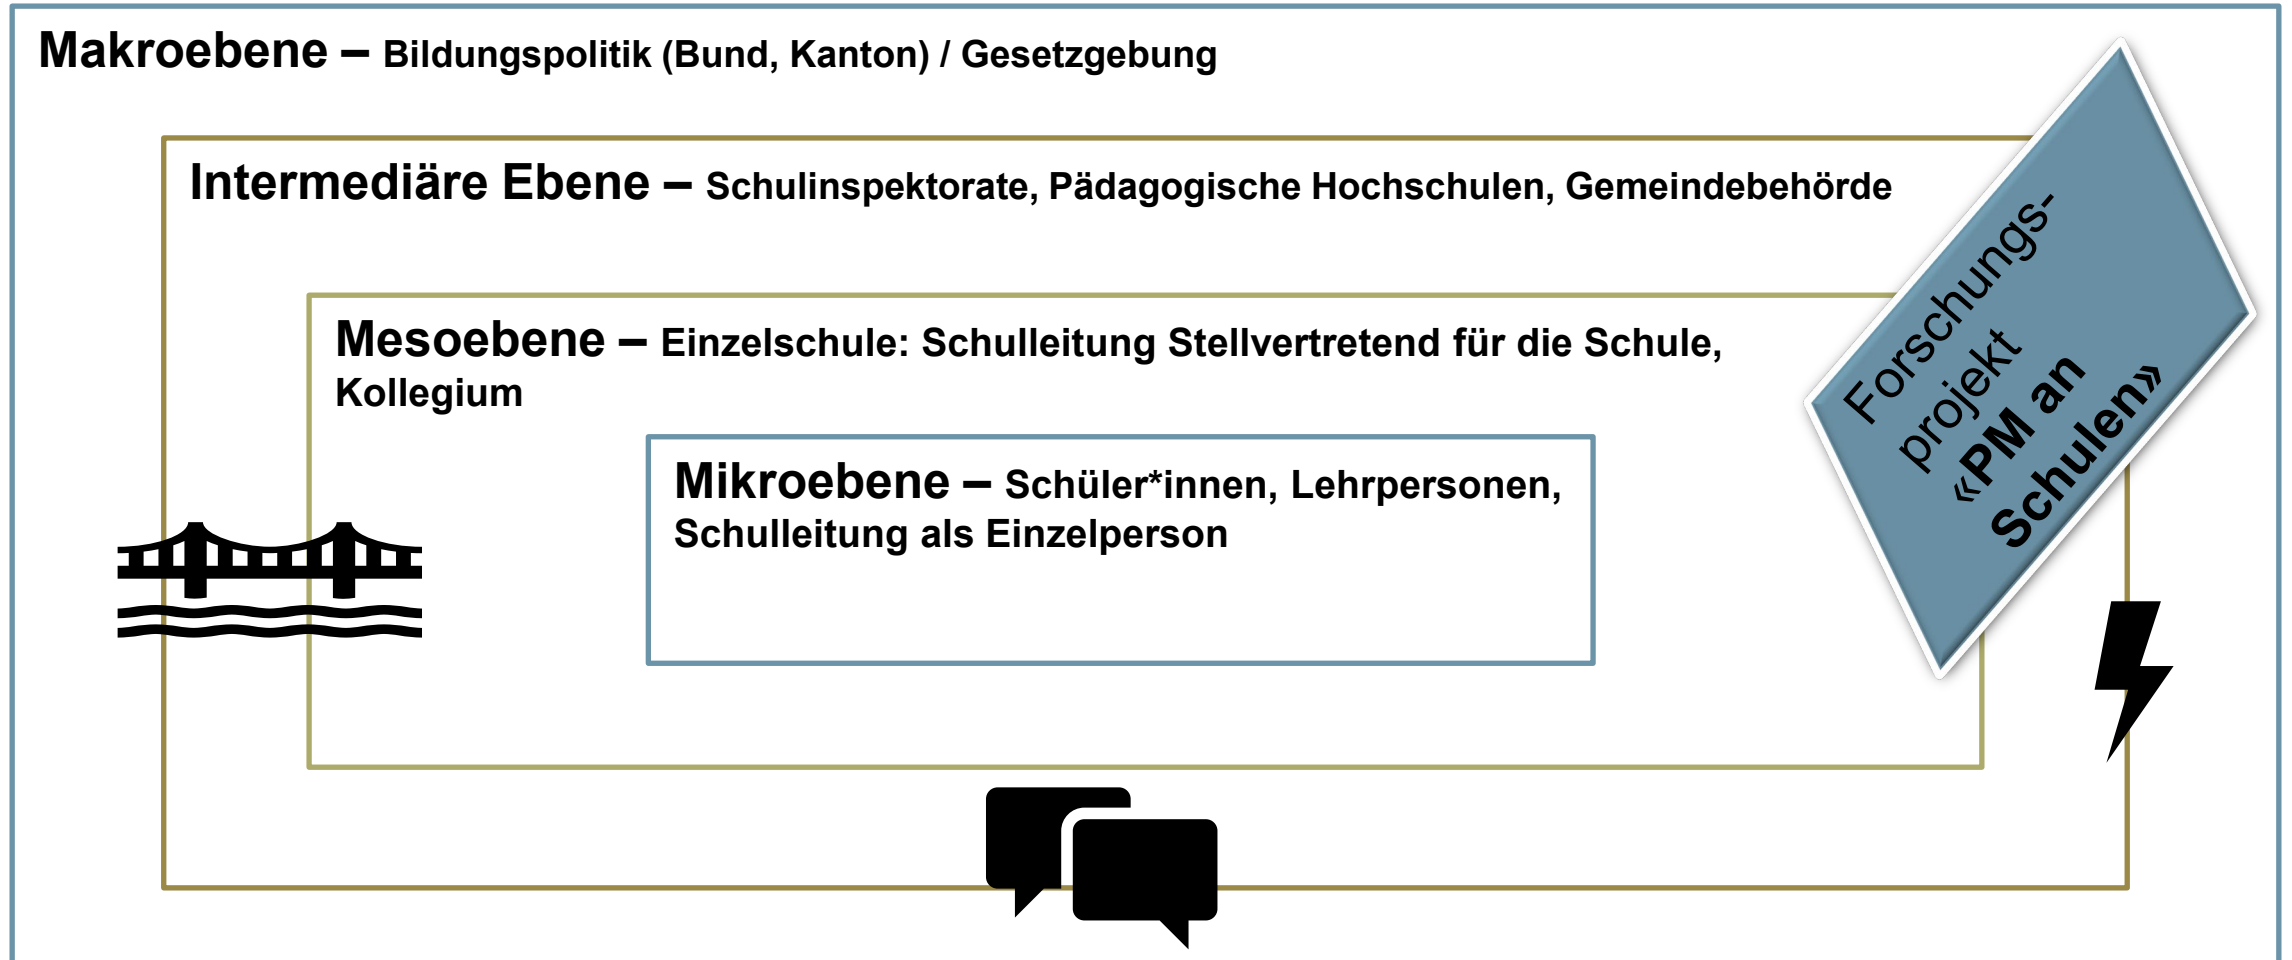 Makroebene – Bildungspolitik (Bund, Kanton) / Gesetzgebung
Intermediäre Ebene – Schulinspektorate, Pädagogische Hochschulen, Gemeindebehörde
Mesoebene – Einzelschule: Schulleitung Stellvertretend für die Schule,
Kollegium
Mikroebene – Schüler*innen, Lehrpersonen,
Schulleitung als Einzelperson
Forschungs-
projekt
«PM an
Schulen»